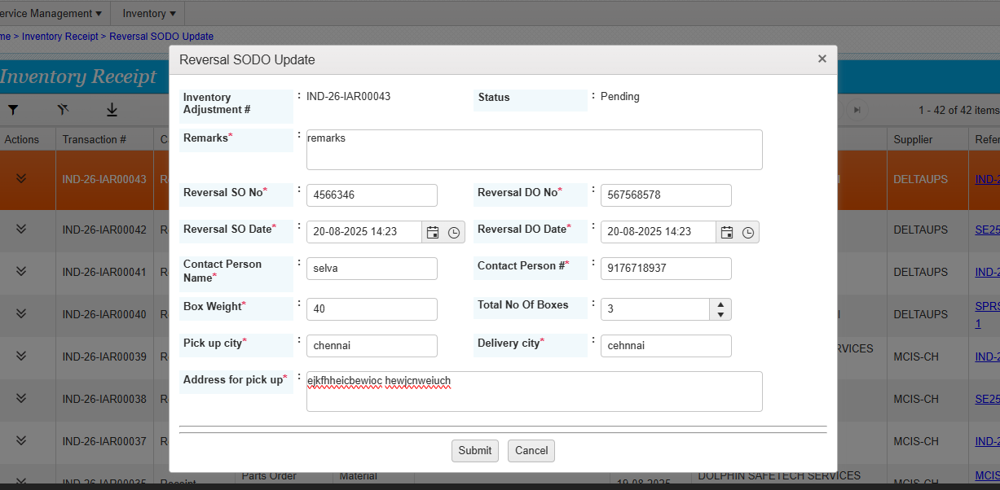 ervice Management ▾ Inventory ▾
me > Inventory Receipt > Reversal SODO Update
Reversal SODO Update ×
Inventory Receipt
Inventory Adjustment # : IND-26-IAR00043 Status : Pending
1 - 42 of 42 items
Remarks* : remarks
Actions Transaction # Supplier Refer
Reversal SO No* : 4566346 Reversal DO No* : 567568578
IND-26-IAR00043 DELTAUPS IND-2
Reversal SO Date* : 20-08-2025 14:23 Reversal DO Date* : 20-08-2025 14:23
IND-26-IAR00042 DELTAUPS SE25
Contact Person Name* : selva Contact Person #* : 9176718937
IND-26-IAR00041 DELTAUPS IND-2
Box Weight* : 40 Total No Of Boxes : 3
IND-26-IAR00040 DELTAUPS SPRS
1
Pick up city* : chennai Delivery city* : cehnnai
IND-26-IAR00039 RVICES MCIS-CH IND-2
Address for pick up* : ejkfhheicbewioc hewjcnweiuch
IND-26-IAR00038 MCIS-CH SE25
IND-26-IAR00037 MCIS-CH IND-2
Submit Cancel
Parts Order Material DOLPHIN SAFETECH SERVICES MCIS
IND-26-IAR00035 Receipt 19-08-2025 MCIS-CH